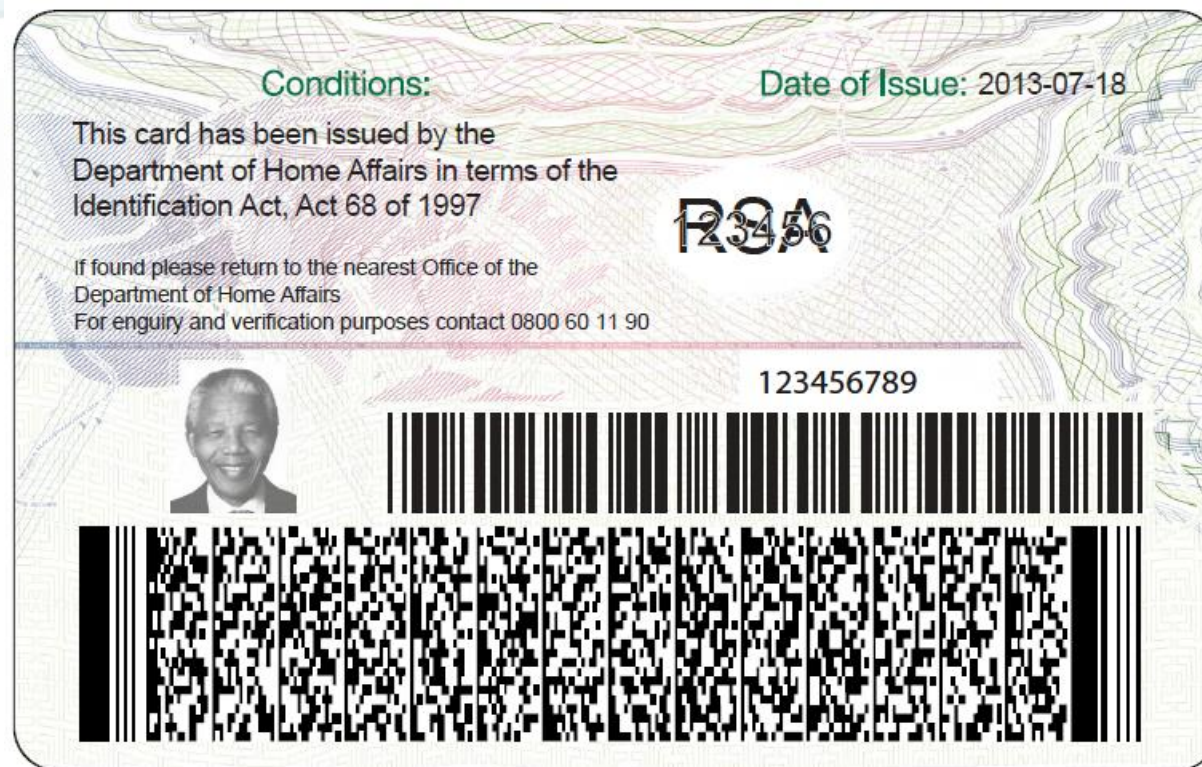 Conditions:
Date of Issue: 2013-07-18
This card has been issued by the
Department of Home Affairs in terms of the
Identification Act, Act 68 of 1997
RSA
123456
If found please return to the nearest Office of the
Department of Home Affairs
For enquiry and verification purposes contact 0800 60 11 90
123456789